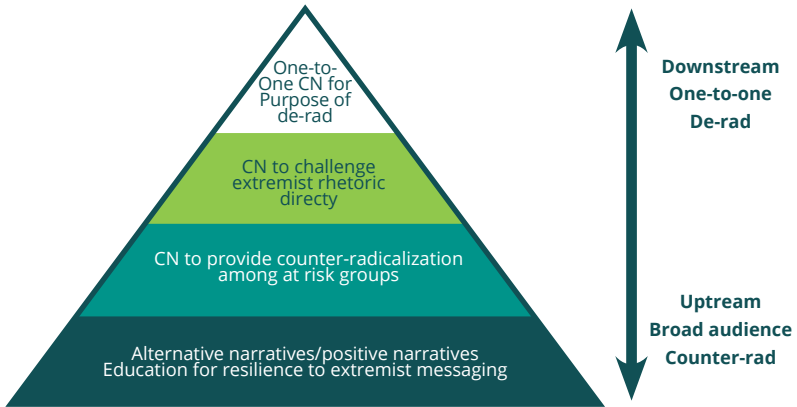 One-to-
One CN for
Purpose of
de-rad
CN to challenge
extremist rhetoric
directy
CN to provide counter-radicalization
among at risk groups
Alternative narratives/positive narratives
Education for resilience to extremist messaging
Downstream
One-to-one
De-rad
Uptream
Broad audience
Counter-rad